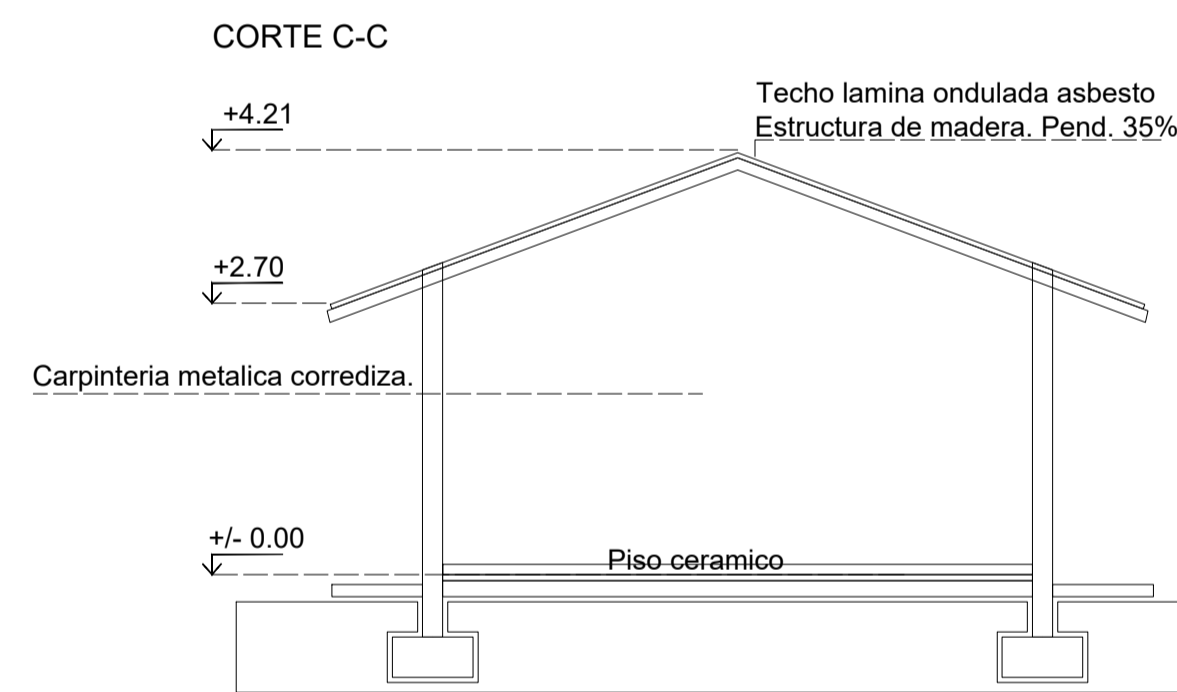 CORTE C-C
Techo lamina ondulada asbesto
+4.21
Estructura de madera. Pend. 35%
+2.70
Carpinteria metalica corrediza.
+/- 0.00
Piso ceramico